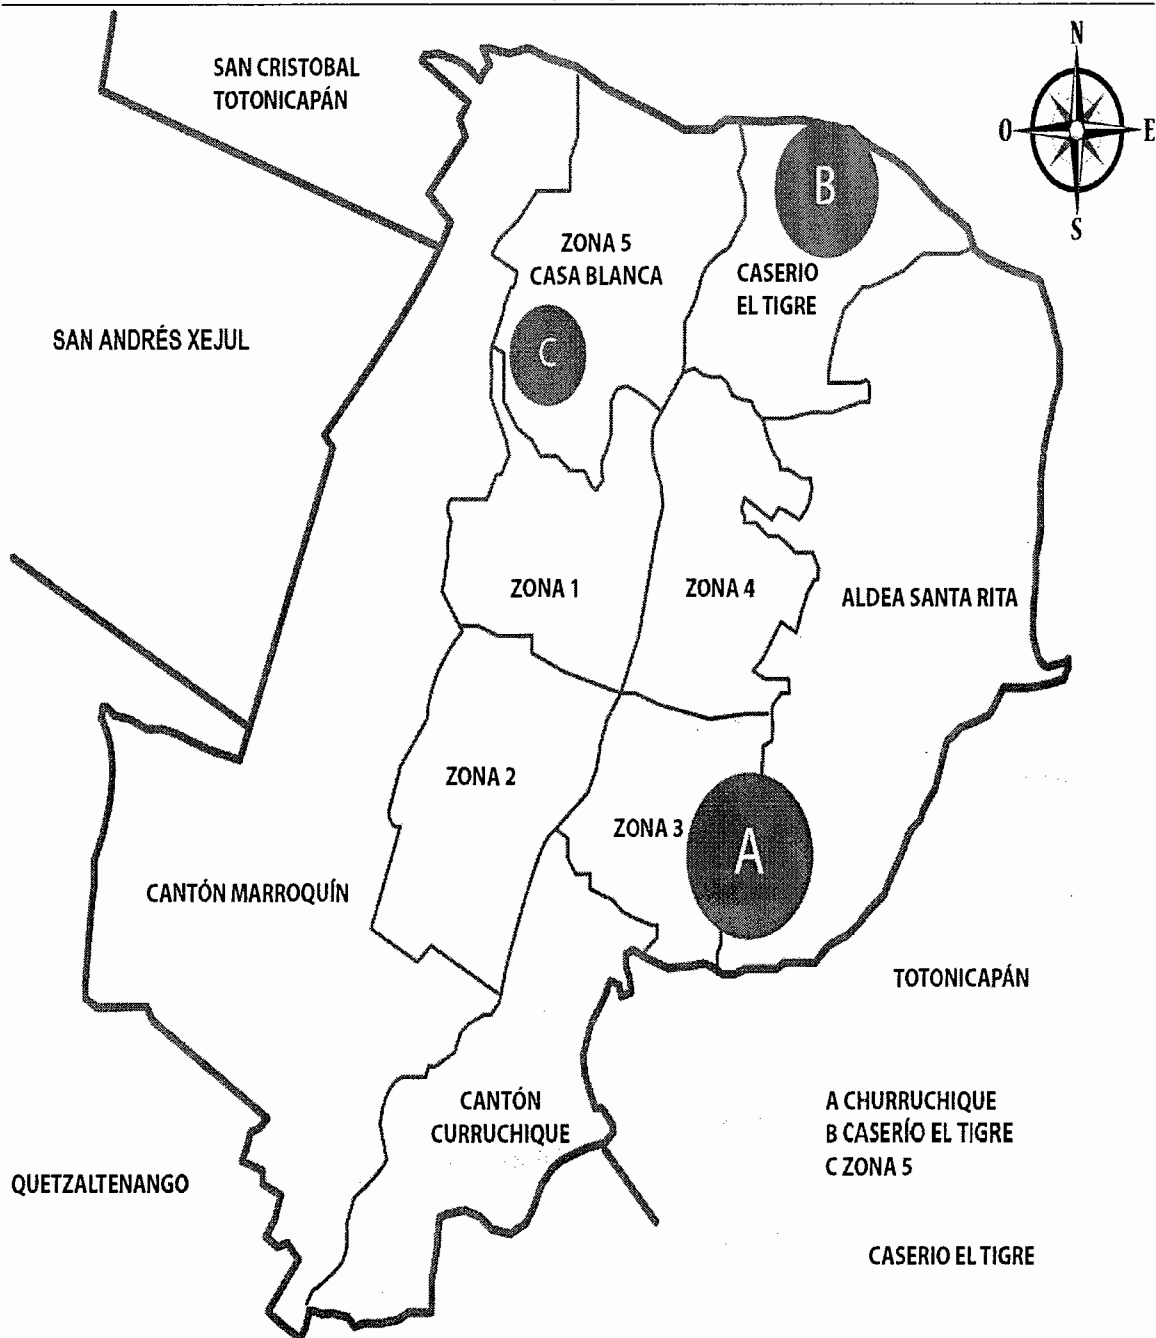 N
SAN CRISTOBAL
TOTONICAPÁN
O
E
B
S
ZONA 5
CASA BLANCA
CASERIO
EL TIGRE
SAN ANDRÉS XEJUL
C
ZONA 1
ZONA 4
ALDEA SANTA RITA
ZONA 2
ZONA 3
A
CANTÓN MARROQUÍN
TOTONICAPÁN
CANTÓN
CURRUCHIQUE
A CHURRUCHIQUE
B CASERÍO EL TIGRE
C ZONA 5
QUETZALTENANGO
CASERIO EL TIGRE